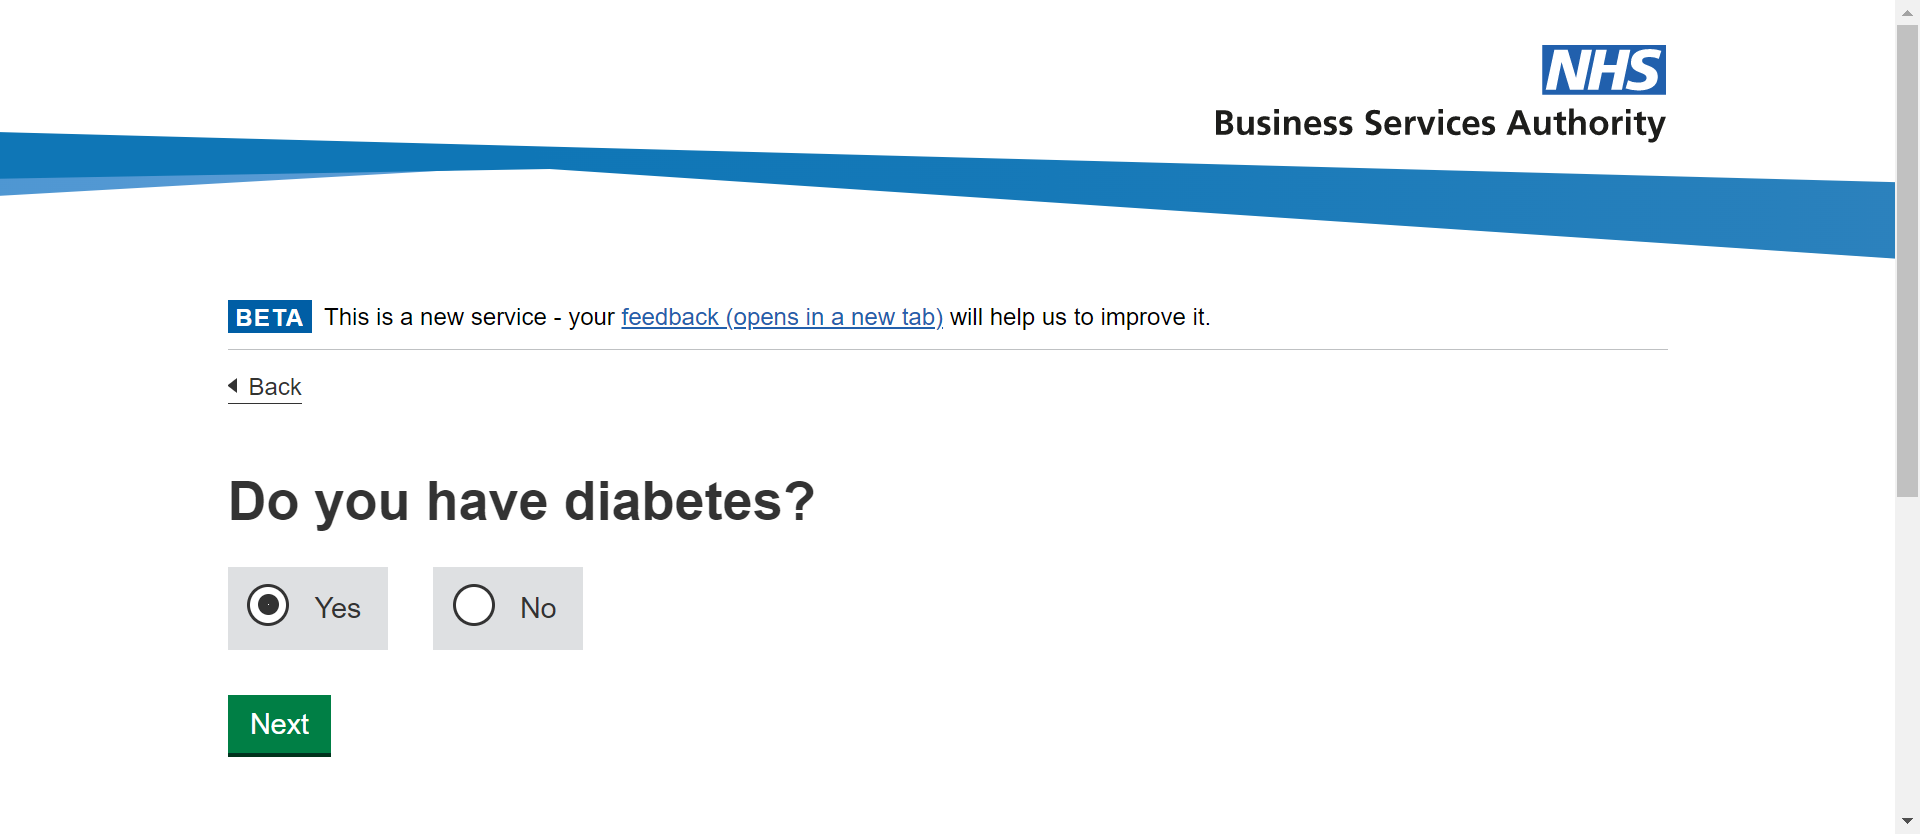 NHS
Business Services Authority
BETA This is a new service - your feedback (opens in a new tab) will help us to improve it.
Back
Do you have diabetes?
Yes No
Next